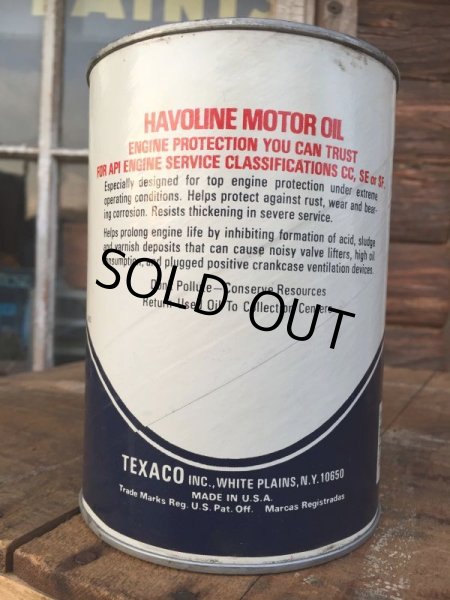 PAINTS
HAVOLINE MOTOR OIL
ENGINE PROTECTION YOU CAN TRUST
FOR API ENGINE SERVICE CLASSIFICATIONS CC, SE or SF.
Especially designed for top engine protection under extreme
operating conditions. Helps protect against rust, wear and bear-
ing corrosion. Resists thickening in severe service.
Helps prolong engine life by inhibiting formation of acid, sludge
and varnish deposits that can cause noisy valve lifters, high oil
consumption, and plugged positive crankcase ventilation devices.
Don't Pollute—Conserve Resources
Return Used Oil To Collection Centers
SOLD OUT
TEXACO INC., WHITE PLAINS, N.Y. 10650
MADE IN U.S.A.
Trade Marks Reg. U.S. Pat. Off. Marcas Registradas